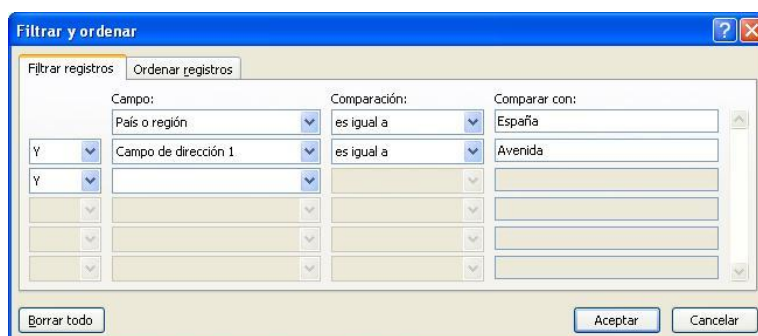 Filtrar y ordenar
Filtrar registros Ordenar registros
Campo: Comparación: Comparar con:
País o región es igual a España
Y Campo de dirección 1 es igual a Avenida
Y
Borrar todo Aceptar Cancelar